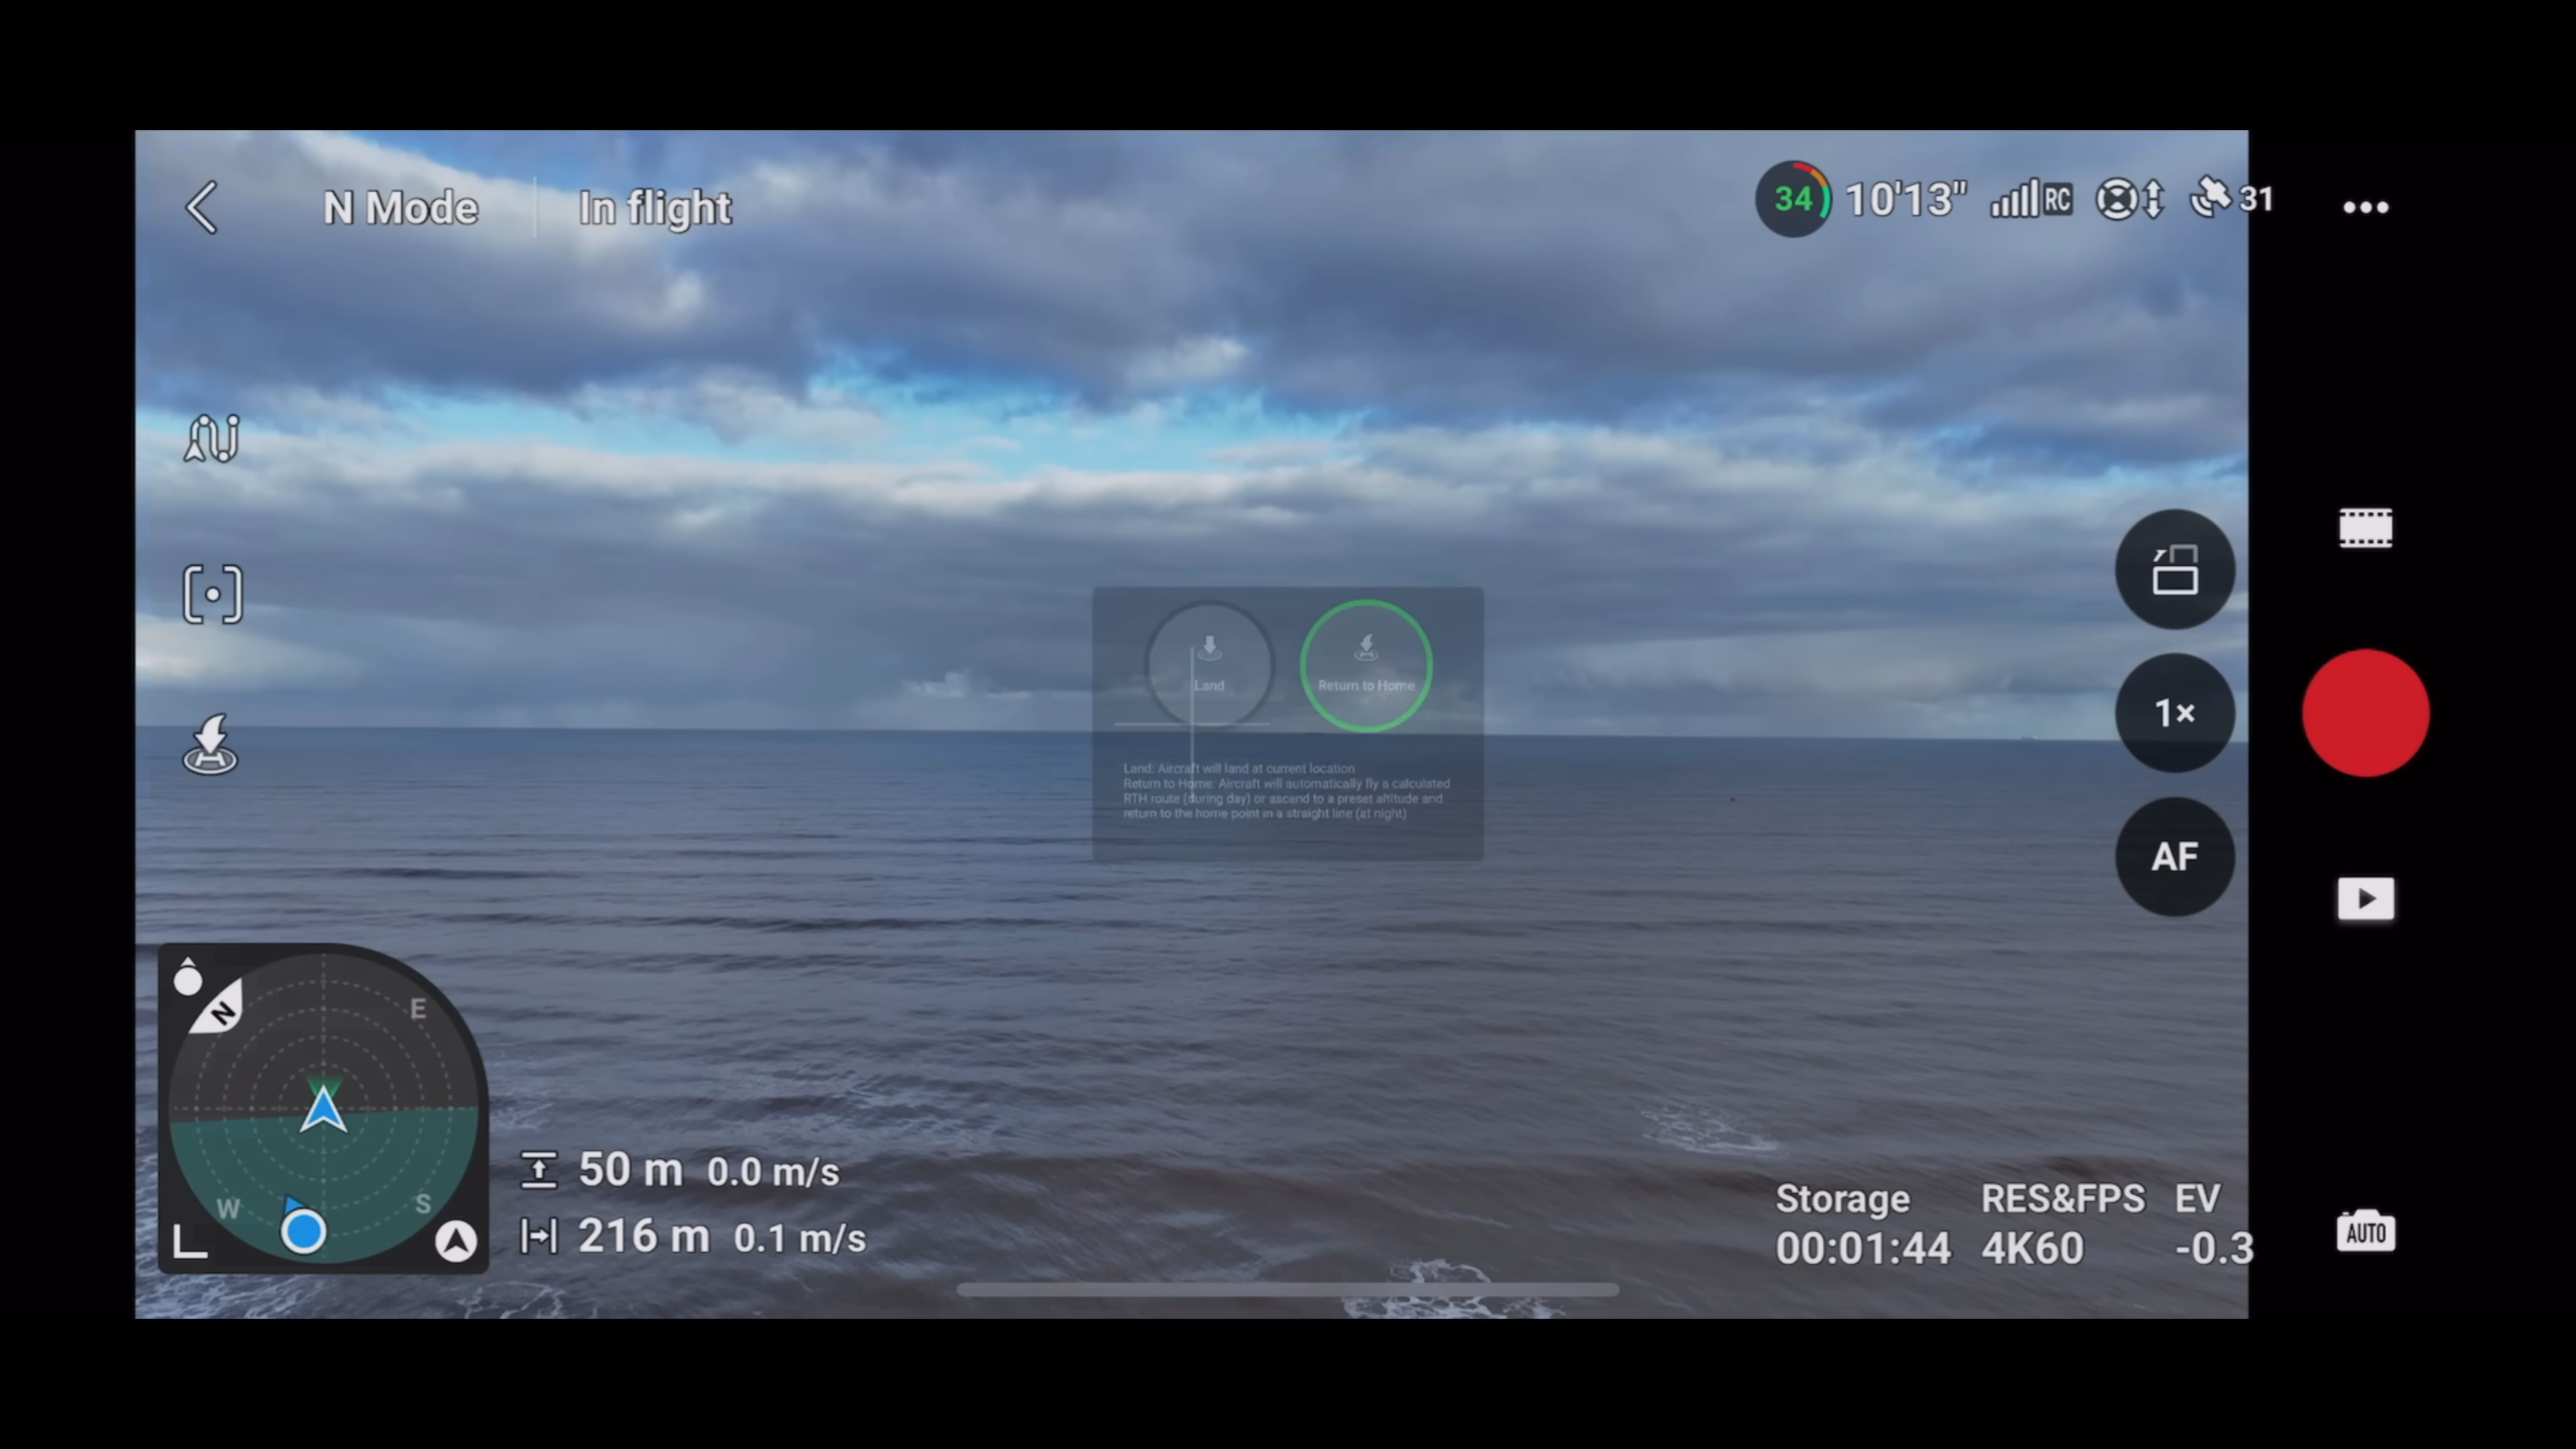 N Mode
In flight
34
10'13"
RC
31
Land
Return to Home
1×
Land: Aircraft will land at current location
Return to Home: Aircraft will automatically fly a calculated
RTH route (during day) or ascend to a preset altitude and
return to the home point in a straight line (at night)
AF
N
E
W
S
50 m 0.0 m/s
216 m 0.1 m/s
Storage RES&FPS EV
00:01:44 4K60 -0.3
AUTO